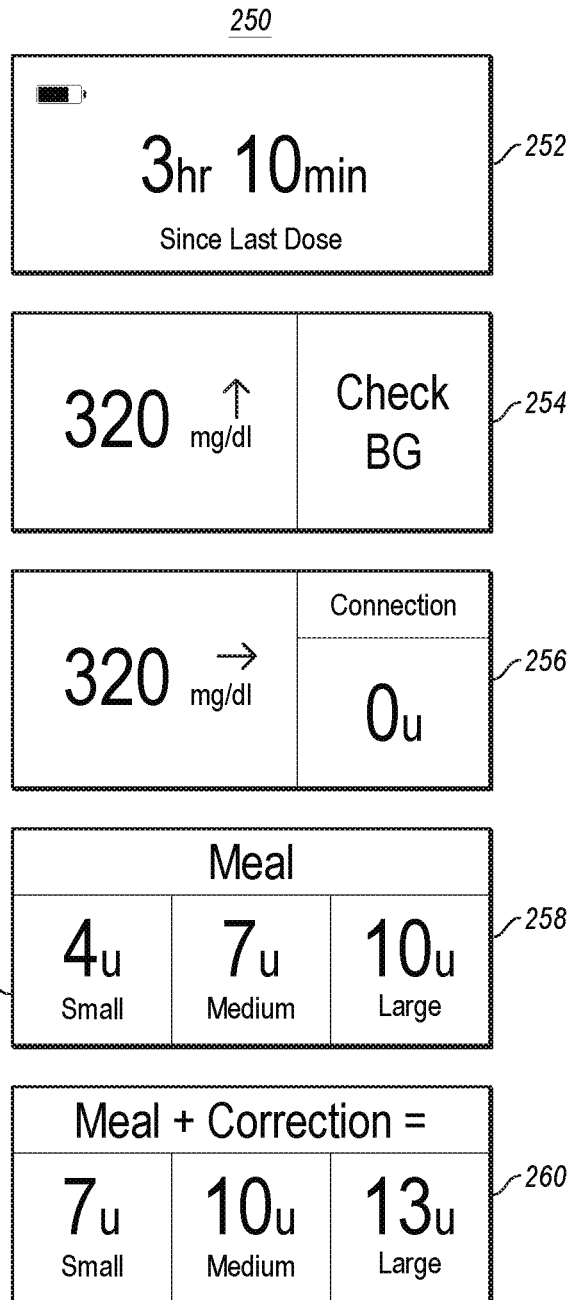 250
3hr 10min
Since Last Dose
252
320 ↑ mg/dl
Check
BG
254
320 → mg/dl
Connection
0u
256
Meal
4u 7u 10u
Small Medium Large
258
Meal + Correction =
7u 10u 13u
Small Medium Large
260